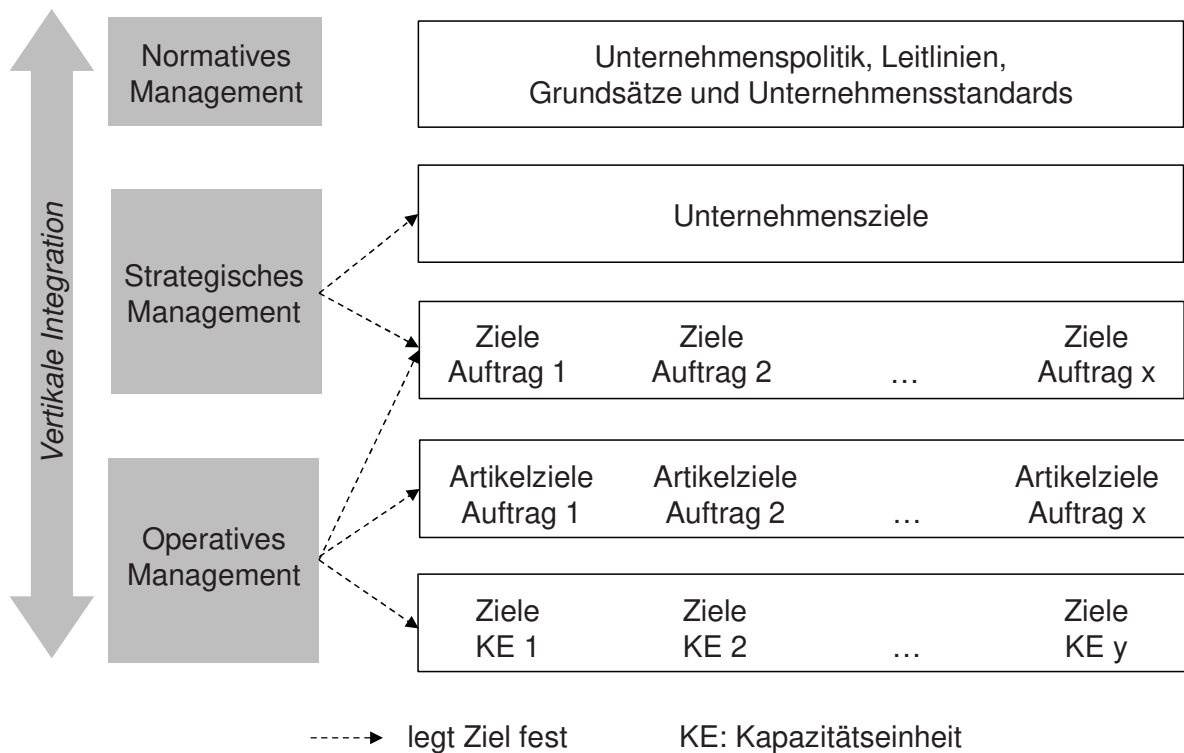 Vertikale Integration
Normatives
Management
Unternehmenspolitik, Leitlinien,
Grundsätze und Unternehmensstandards
Strategisches
Management
Unternehmensziele
Ziele Ziele Ziele
Auftrag 1 Auftrag 2 … Auftrag x
Operatives
Management
Artikelziele Artikelziele Artikelziele
Auftrag 1 Auftrag 2 … Auftrag x
Ziele Ziele Ziele
KE 1 KE 2 … KE y
legt Ziel fest KE: Kapazitätseinheit